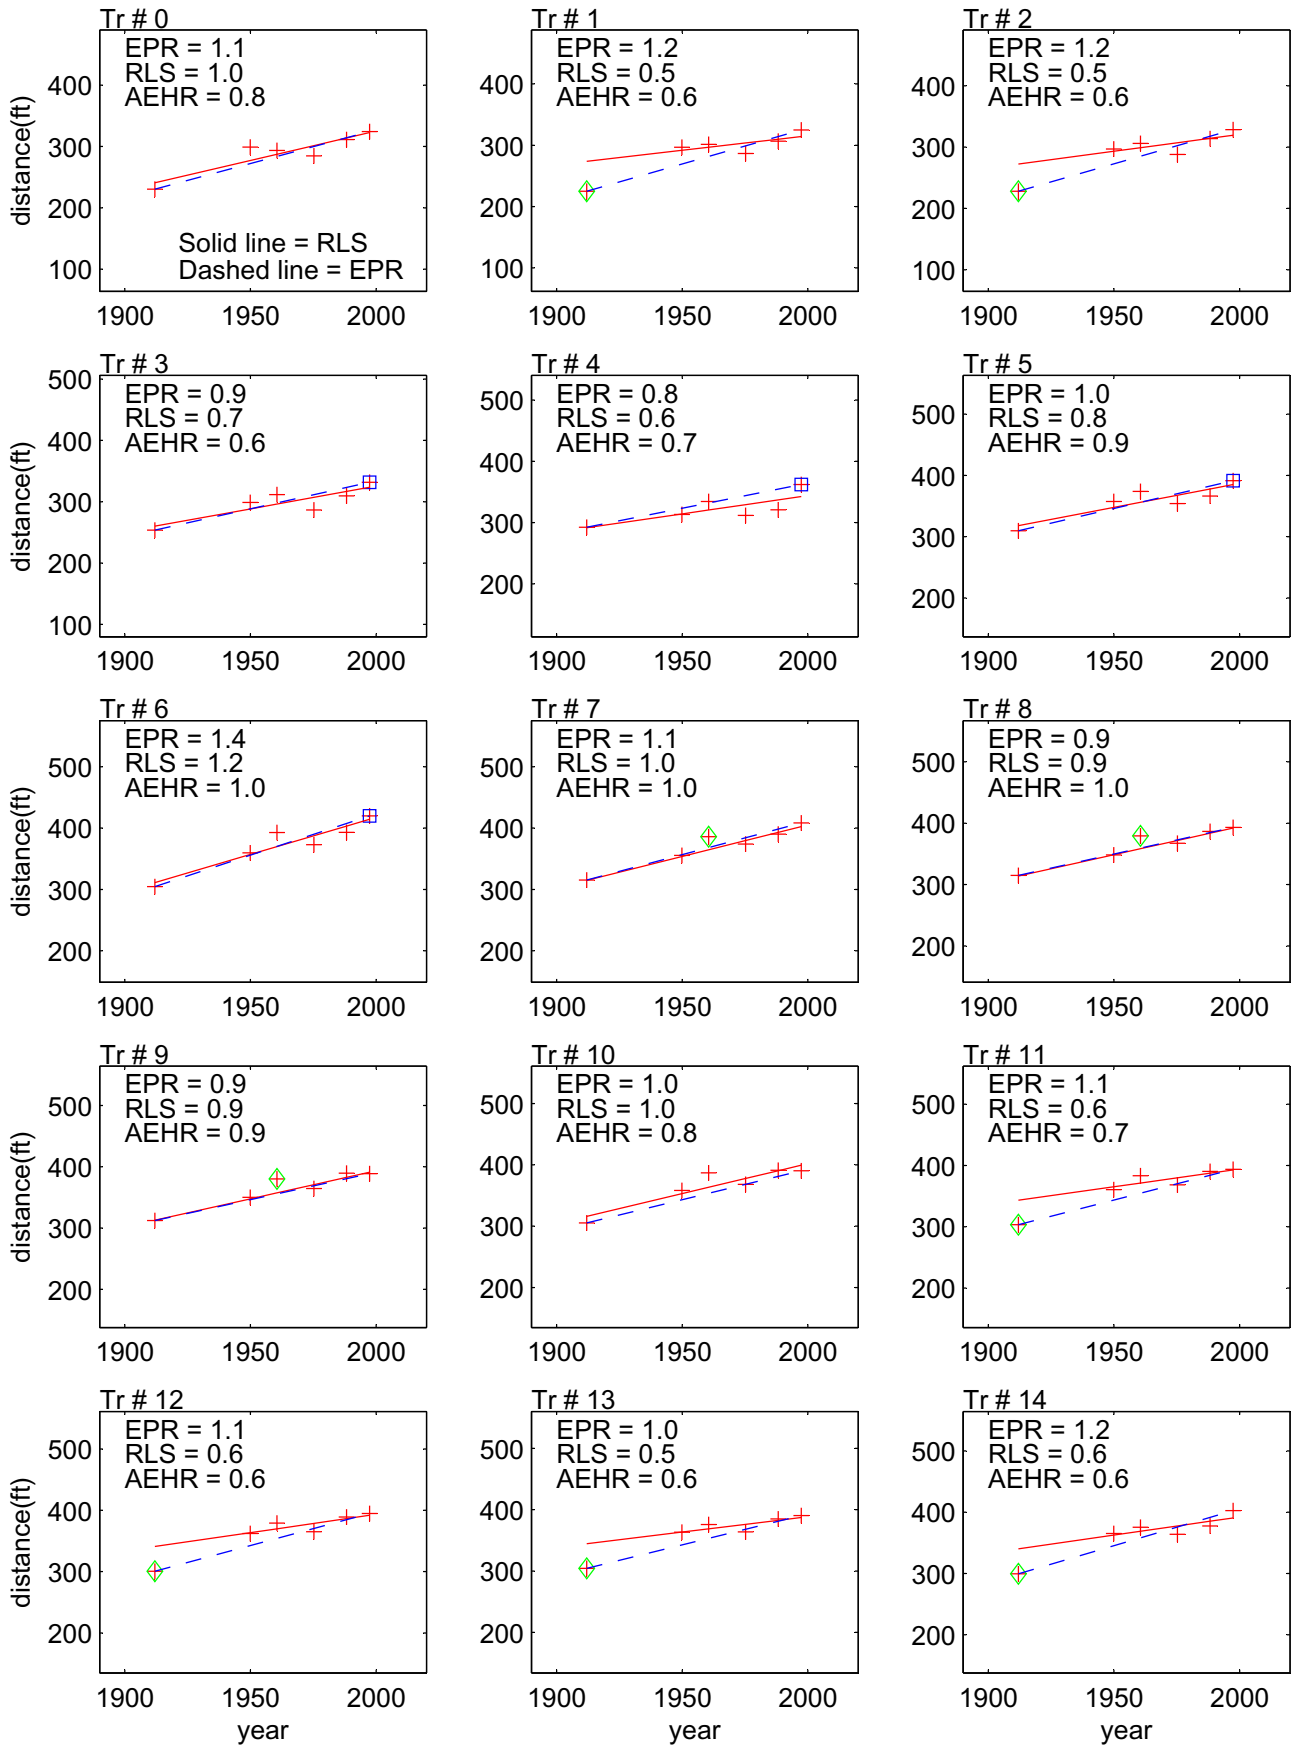 Tr # 0
EPR = 1.1
RLS = 1.0
AEHR = 0.8
Solid line = RLS
Dashed line = EPR
distance(ft)
400
300
200
100
1900 1950 2000
Tr # 1
EPR = 1.2
RLS = 0.5
AEHR = 0.6
400
300
200
100
1900 1950 2000
Tr # 2
EPR = 1.2
RLS = 0.5
AEHR = 0.6
400
300
200
100
1900 1950 2000
Tr # 3
EPR = 0.9
RLS = 0.7
AEHR = 0.6
distance(ft)
500
400
300
200
100
1900 1950 2000
Tr # 4
EPR = 0.8
RLS = 0.6
AEHR = 0.7
500
400
300
200
1900 1950 2000
Tr # 5
EPR = 1.0
RLS = 0.8
AEHR = 0.9
500
400
300
200
1900 1950 2000
Tr # 6
EPR = 1.4
RLS = 1.2
AEHR = 1.0
distance(ft)
500
400
300
200
1900 1950 2000
Tr # 7
EPR = 1.1
RLS = 1.0
AEHR = 1.0
500
400
300
200
1900 1950 2000
Tr # 8
EPR = 0.9
RLS = 0.9
AEHR = 1.0
500
400
300
200
1900 1950 2000
Tr # 9
EPR = 0.9
RLS = 0.9
AEHR = 0.9
distance(ft)
500
400
300
200
1900 1950 2000
Tr # 10
EPR = 1.0
RLS = 1.0
AEHR = 0.8
500
400
300
200
1900 1950 2000
Tr # 11
EPR = 1.1
RLS = 0.6
AEHR = 0.7
500
400
300
200
1900 1950 2000
Tr # 12
EPR = 1.1
RLS = 0.6
AEHR = 0.6
distance(ft)
500
400
300
200
1900 1950 2000
year
Tr # 13
EPR = 1.0
RLS = 0.5
AEHR = 0.6
500
400
300
200
1900 1950 2000
year
Tr # 14
EPR = 1.2
RLS = 0.6
AEHR = 0.6
500
400
300
200
1900 1950 2000
year